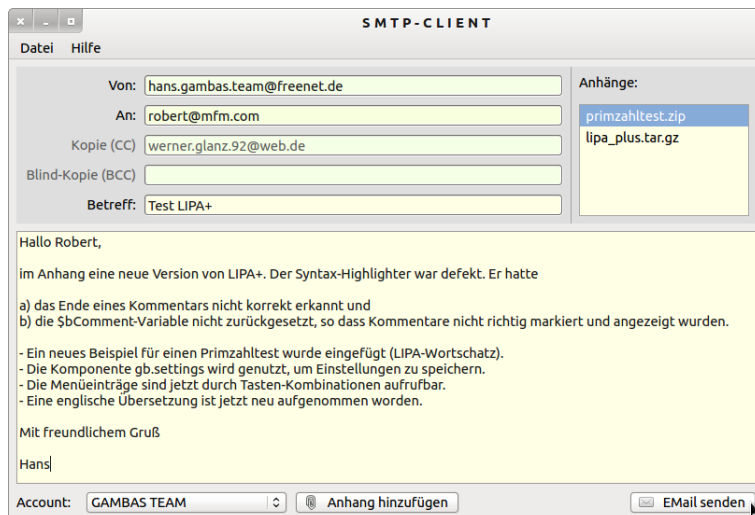 SMTP-CLIENT
Datei Hilfe
Von: hans.gambas.team@freenet.de
An: robert@mfm.com
Kopie (CC) werner.glanz.92@web.de
Blind-Kopie (BCC)
Betreff: Test LIPA+
Anhänge:
primzahltest.zip
lipa_plus.tar.gz
Hallo Robert,
im Anhang eine neue Version von LIPA+. Der Syntax-Highlighter war defekt. Er hatte
a) das Ende eines Kommentars nicht korrekt erkannt und
b) die $bComment-Variable nicht zurückgesetzt, so dass Kommentare nicht richtig markiert und angezeigt wurden.
- Ein neues Beispiel für einen Primzahltest wurde eingefügt (LIPA-Wortschatz).
- Die Komponente gb.settings wird genutzt, um Einstellungen zu speichern.
- Die Menüeinträge sind jetzt durch Tasten-Kombinationen aufrufbar.
- Eine englische Übersetzung ist jetzt neu aufgenommen worden.
Mit freundlichem Gruß
Hans
Account: GAMBAS TEAM Anhang hinzufügen EMail senden